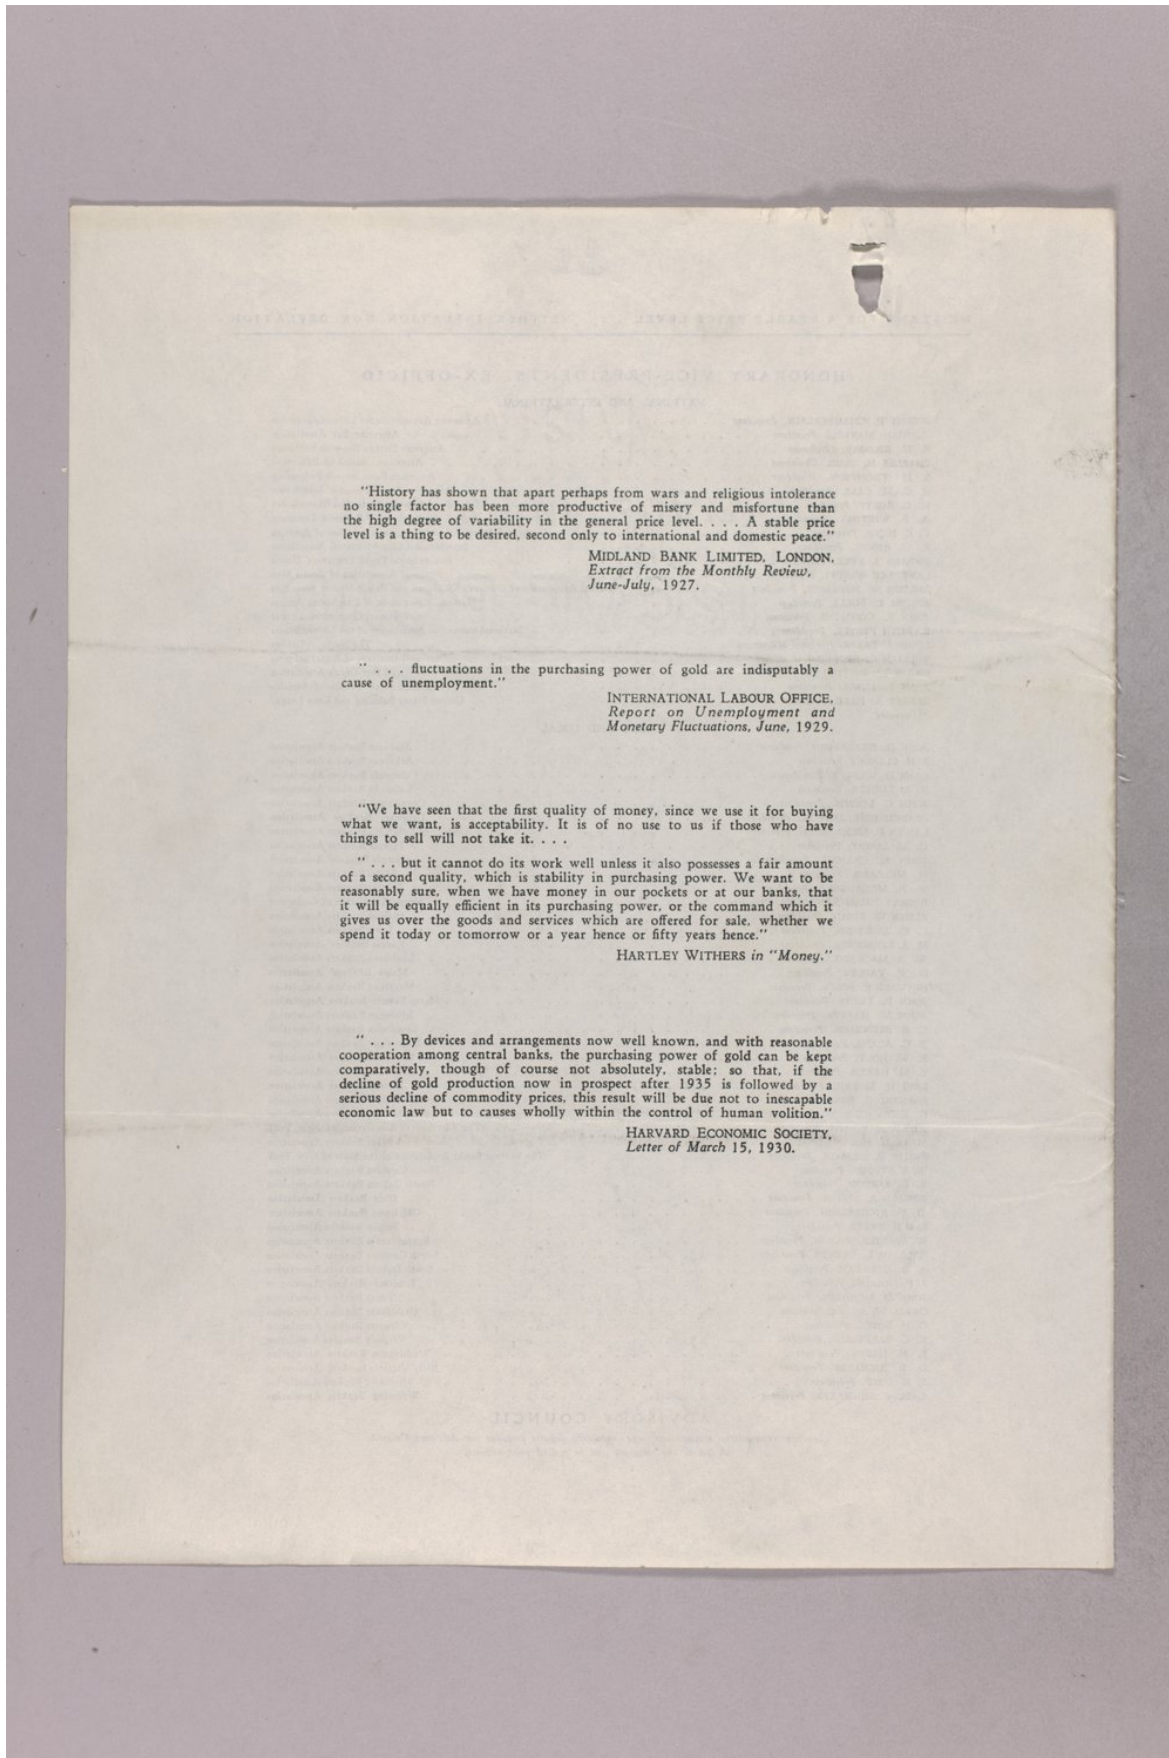 "History has shown that apart perhaps from wars and religious intolerance
no single factor has been more productive of misery and misfortune than
the high degree of variability in the general price level. . . . A stable price
level is a thing to be desired, second only to international and domestic peace."
MIDLAND BANK LIMITED, LONDON,
Extract from the Monthly Review,
June-July, 1927.
" . . . fluctuations in the purchasing power of gold are indisputably a
cause of unemployment."
INTERNATIONAL LABOUR OFFICE,
Report on Unemployment and
Monetary Fluctuations, June, 1929.
"We have seen that the first quality of money, since we use it for buying
what we want, is acceptability. It is of no use to us if those who have
things to sell will not take it. . . .
" . . . but it cannot do its work well unless it also possesses a fair amount
of a second quality, which is stability in purchasing power. We want to be
reasonably sure, when we have money in our pockets or at our banks, that
it will be equally efficient in its purchasing power, or the command which it
gives us over the goods and services which are offered for sale, whether we
spend it today or tomorrow or a year hence or fifty years hence."
HARTLEY WITHERS in "Money."
" . . . By devices and arrangements now well known, and with reasonable
cooperation among central banks, the purchasing power of gold can be kept
comparatively, though of course not absolutely, stable; so that, if the
decline of gold production now in prospect after 1935 is followed by a
serious decline of commodity prices, this result will be due not to inescapable
economic law but to causes wholly within the control of human volition."
HARVARD ECONOMIC SOCIETY,
Letter of March 15, 1930.